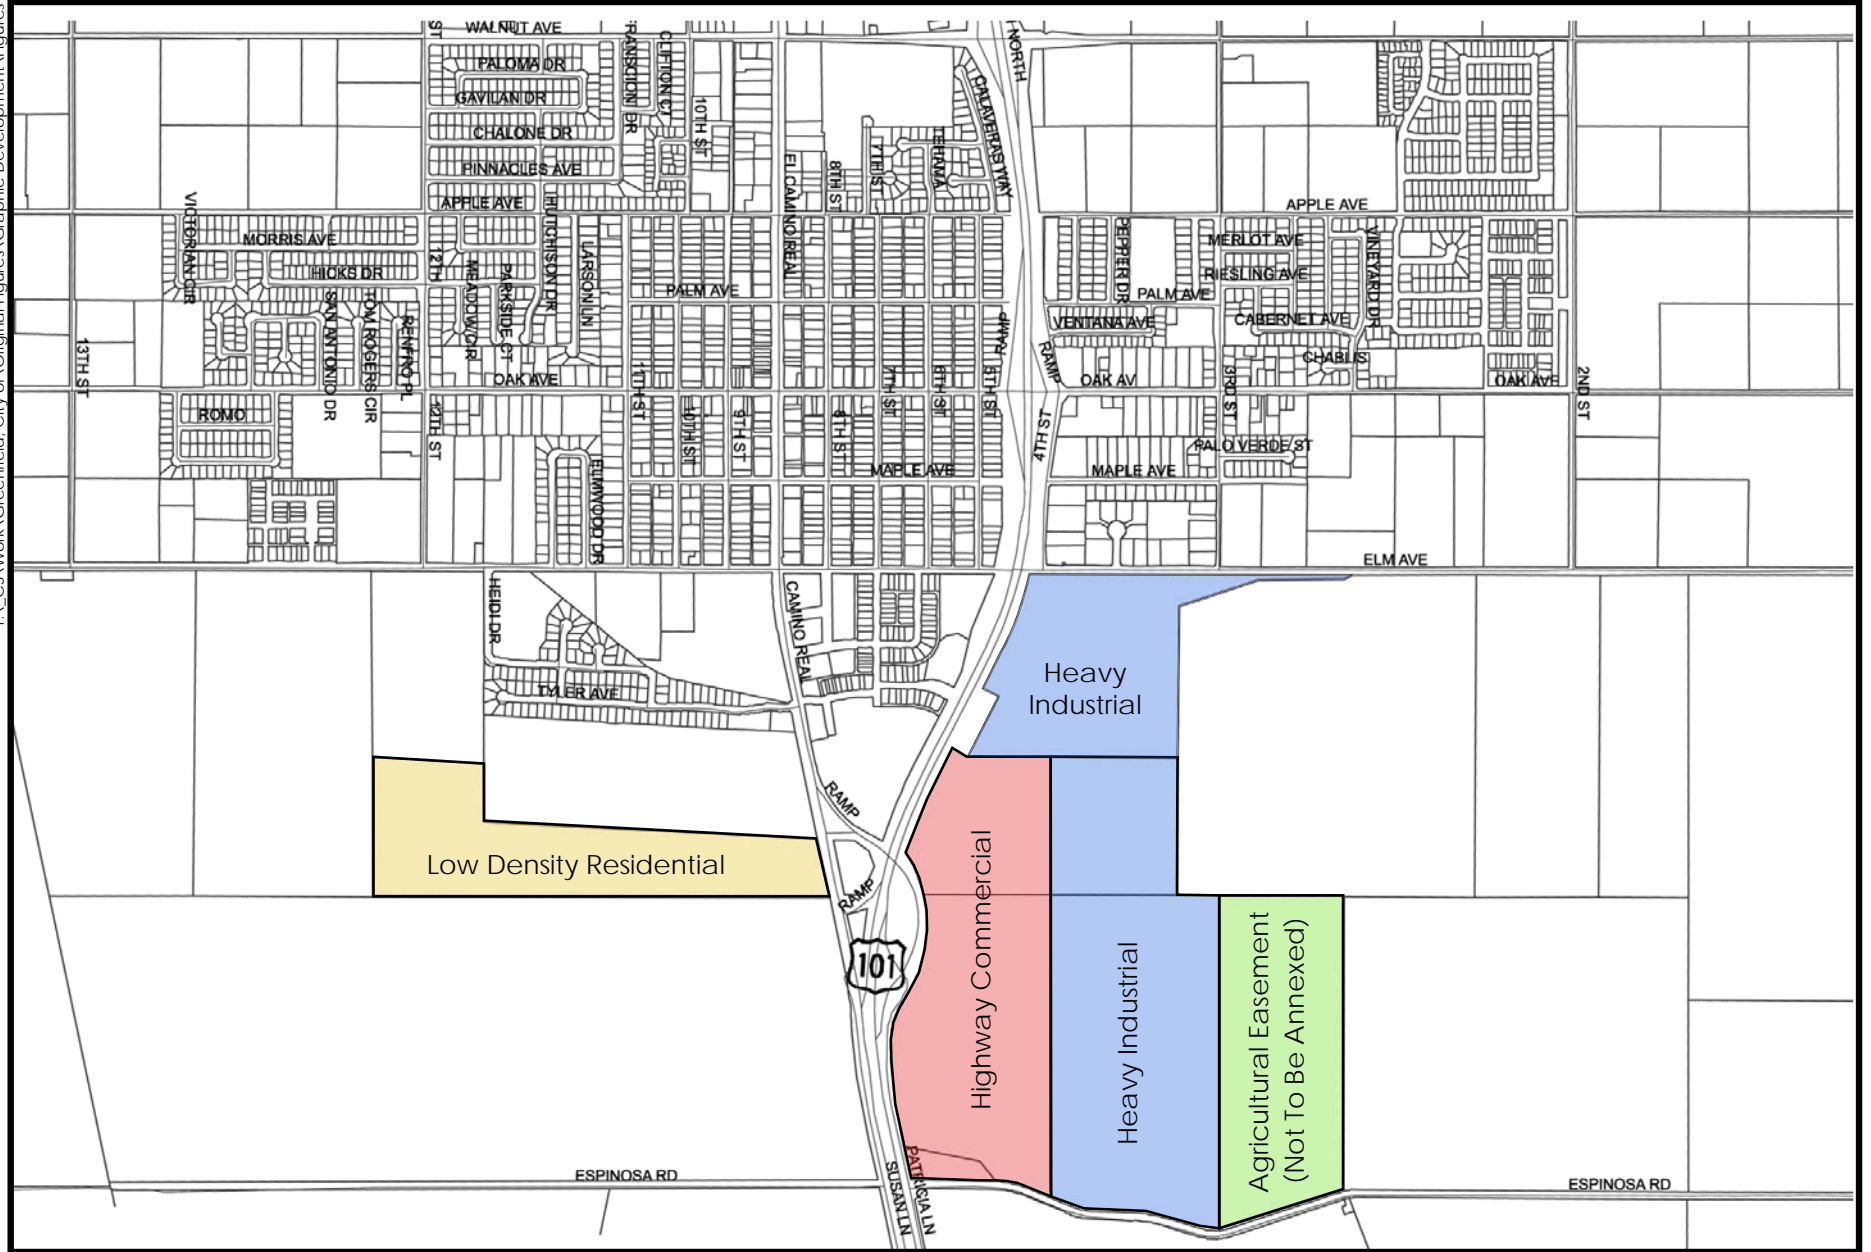 WALNUT AVE
ST
PALOMA DR
GAVILAN DR
CHALONE DR
PINNACLES AVE
APPLE AVE
RANSCION DR
CLIFTON CT
10TH ST
EL CAMINO REAL
8TH ST
7TH ST
TEHAMA
CALAVERAS WAY
NORTH
APPLE AVE
VICTORIAN CIR
MORRIS AVE
HICKS DR
12TH
MEADOW CIR
PARKSIDE CT
HUTCHISON DR
LARSON LN
PALM AVE
PEPPER DR
MERLOT AVE
RIESLING AVE
PALM AVE
VINEYARD DR
13TH ST
SAN ANTONIO DR
TOM ROGERS CIR
RENFRO PL
OAK AVE
RAMP
RAMP
VENTANA AVE
CABERNET AVE
CHABLIS
OAK AV
OAK AVE
ROMO
12TH ST
11TH ST
10TH ST
9TH ST
8TH ST
7TH ST
6TH ST
5TH ST
4TH ST
3RD ST
2ND ST
ELMWOOD DR
MAPLE AVE
MAPLE AVE
PALO VERDE ST
ELM AVE
HEIDI DR
TYLER AVE
CAMINO REAL
Heavy
Industrial
RAMP
RAMP
Low Density Residential
101
Highway Commercial
Heavy Industrial
Agricultural Easement
(Not To Be Annexed)
ESPINOSA RD
SUSAN LN
PATRICIA LN
ESPINOSA RD